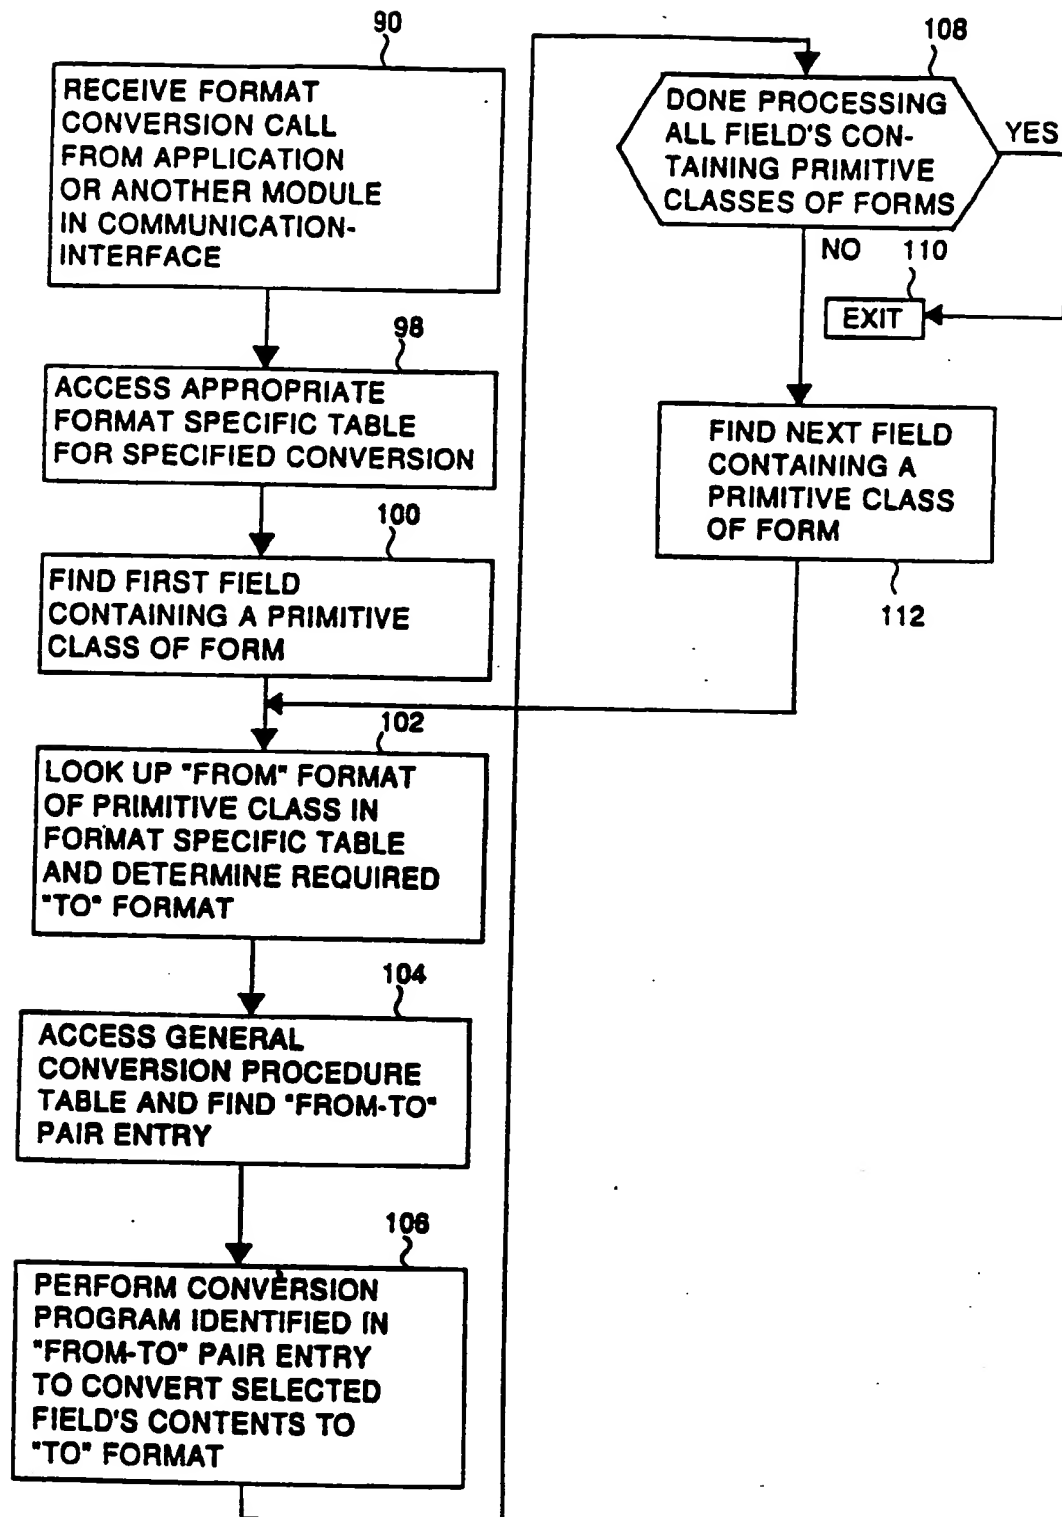 90
RECEIVE FORMAT
CONVERSION CALL
FROM APPLICATION
OR ANOTHER MODULE
IN COMMUNICATION-
INTERFACE
98
ACCESS APPROPRIATE
FORMAT SPECIFIC TABLE
FOR SPECIFIED CONVERSION
100
FIND FIRST FIELD
CONTAINING A PRIMITIVE
CLASS OF FORM
102
LOOK UP "FROM" FORMAT
OF PRIMITIVE CLASS IN
FORMAT SPECIFIC TABLE
AND DETERMINE REQUIRED
"TO" FORMAT
104
ACCESS GENERAL
CONVERSION PROCEDURE
TABLE AND FIND "FROM-TO"
PAIR ENTRY
106
PERFORM CONVERSION
PROGRAM IDENTIFIED IN
"FROM-TO" PAIR ENTRY
TO CONVERT SELECTED
FIELD'S CONTENTS TO
"TO" FORMAT
108
DONE PROCESSING
ALL FIELD'S CON-
TAINING PRIMITIVE
CLASSES OF FORMS
YES
NO
110
EXIT
FIND NEXT FIELD
CONTAINING A
PRIMITIVE CLASS
OF FORM
112